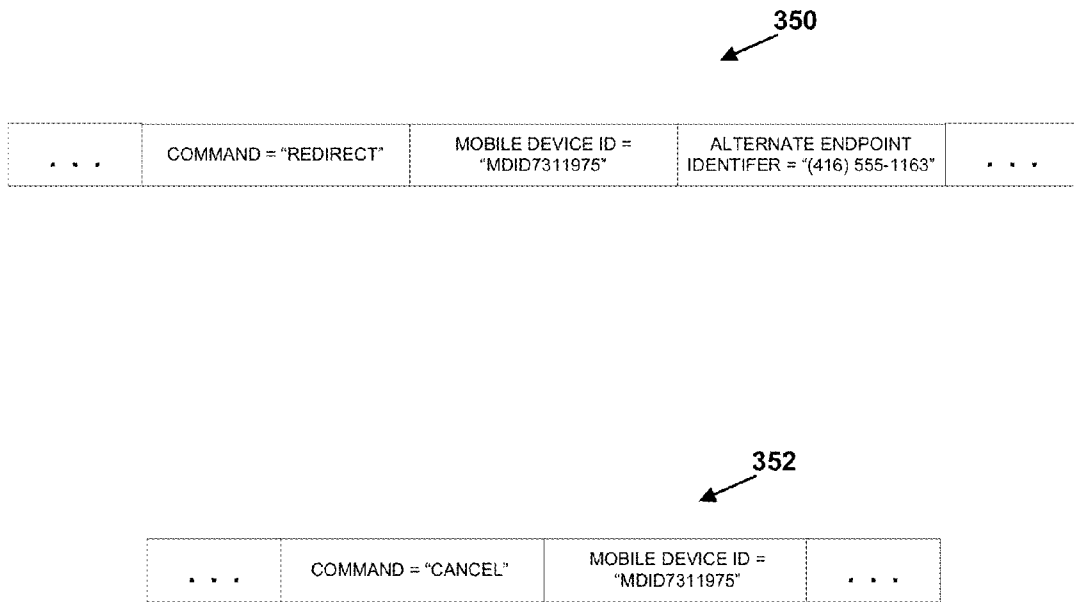 350
. . .
COMMAND = “REDIRECT”
MOBILE DEVICE ID =
“MDID7311975”
ALTERNATE ENDPOINT
IDENTIFER = “(416) 555-1163”
. . .
352
. . .
COMMAND = “CANCEL”
MOBILE DEVICE ID =
“MDID7311975”
. . .